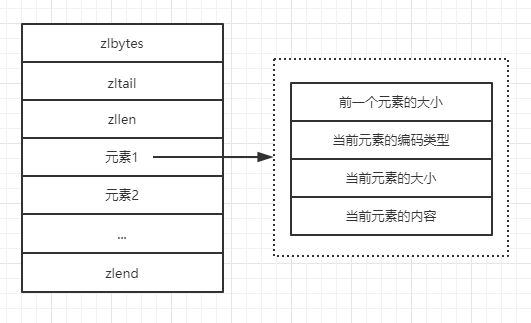 zlbytes
zltail
zllen
元素1
元素2
...
zlend
前一个元素的大小
当前元素的编码类型
当前元素的大小
当前元素的内容